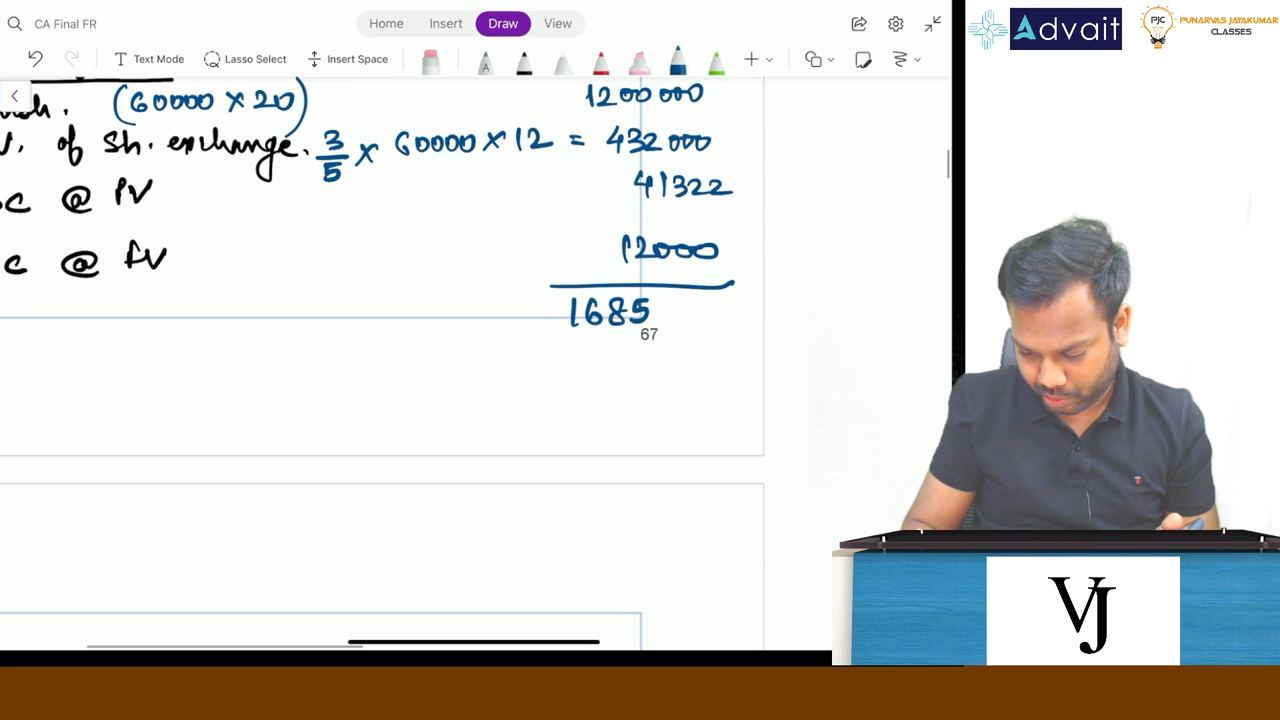 CA Final FR
Home Insert Draw View
Advait
PJC
PUNARVAS JAYAKUMAR
CLASSES
Text Mode
Lasso Select
Insert Space
(60000 × 20) 1200000
of Sh. exchange. 3/5 × 60000 × 12 = 432000
c @ PV 41322
c @ FV 12000
1685
67
VJ